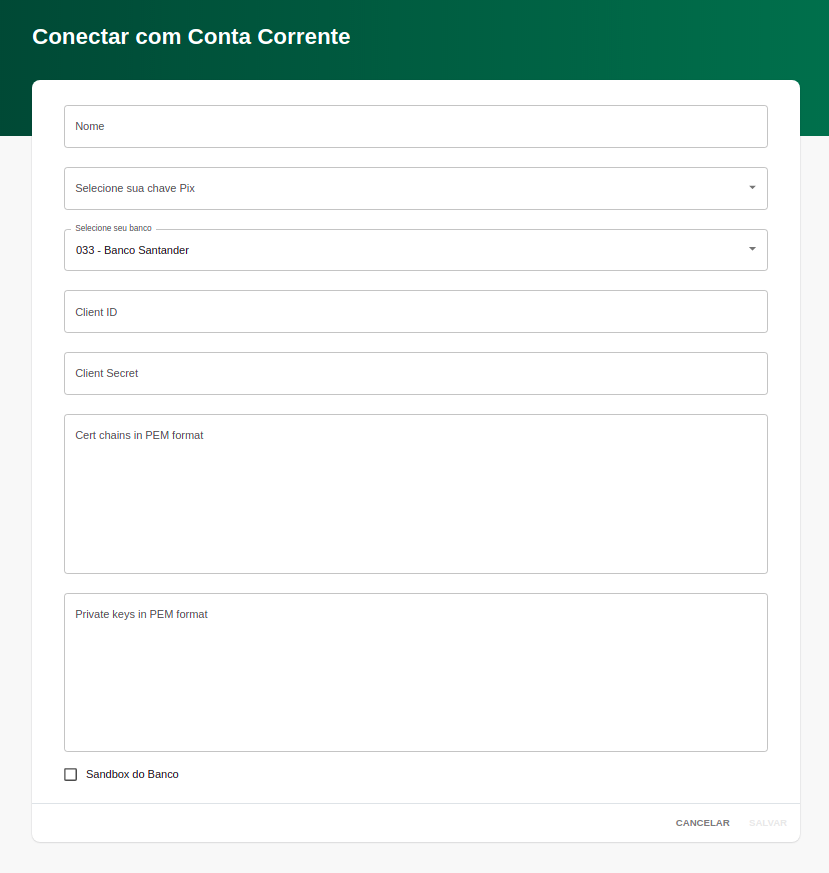 Conectar com Conta Corrente
Nome
Selecione sua chave Pix
Selecione seu banco
033 - Banco Santander
Client ID
Client Secret
Cert chains in PEM format
Private keys in PEM format
Sandbox do Banco
CANCELAR SALVAR